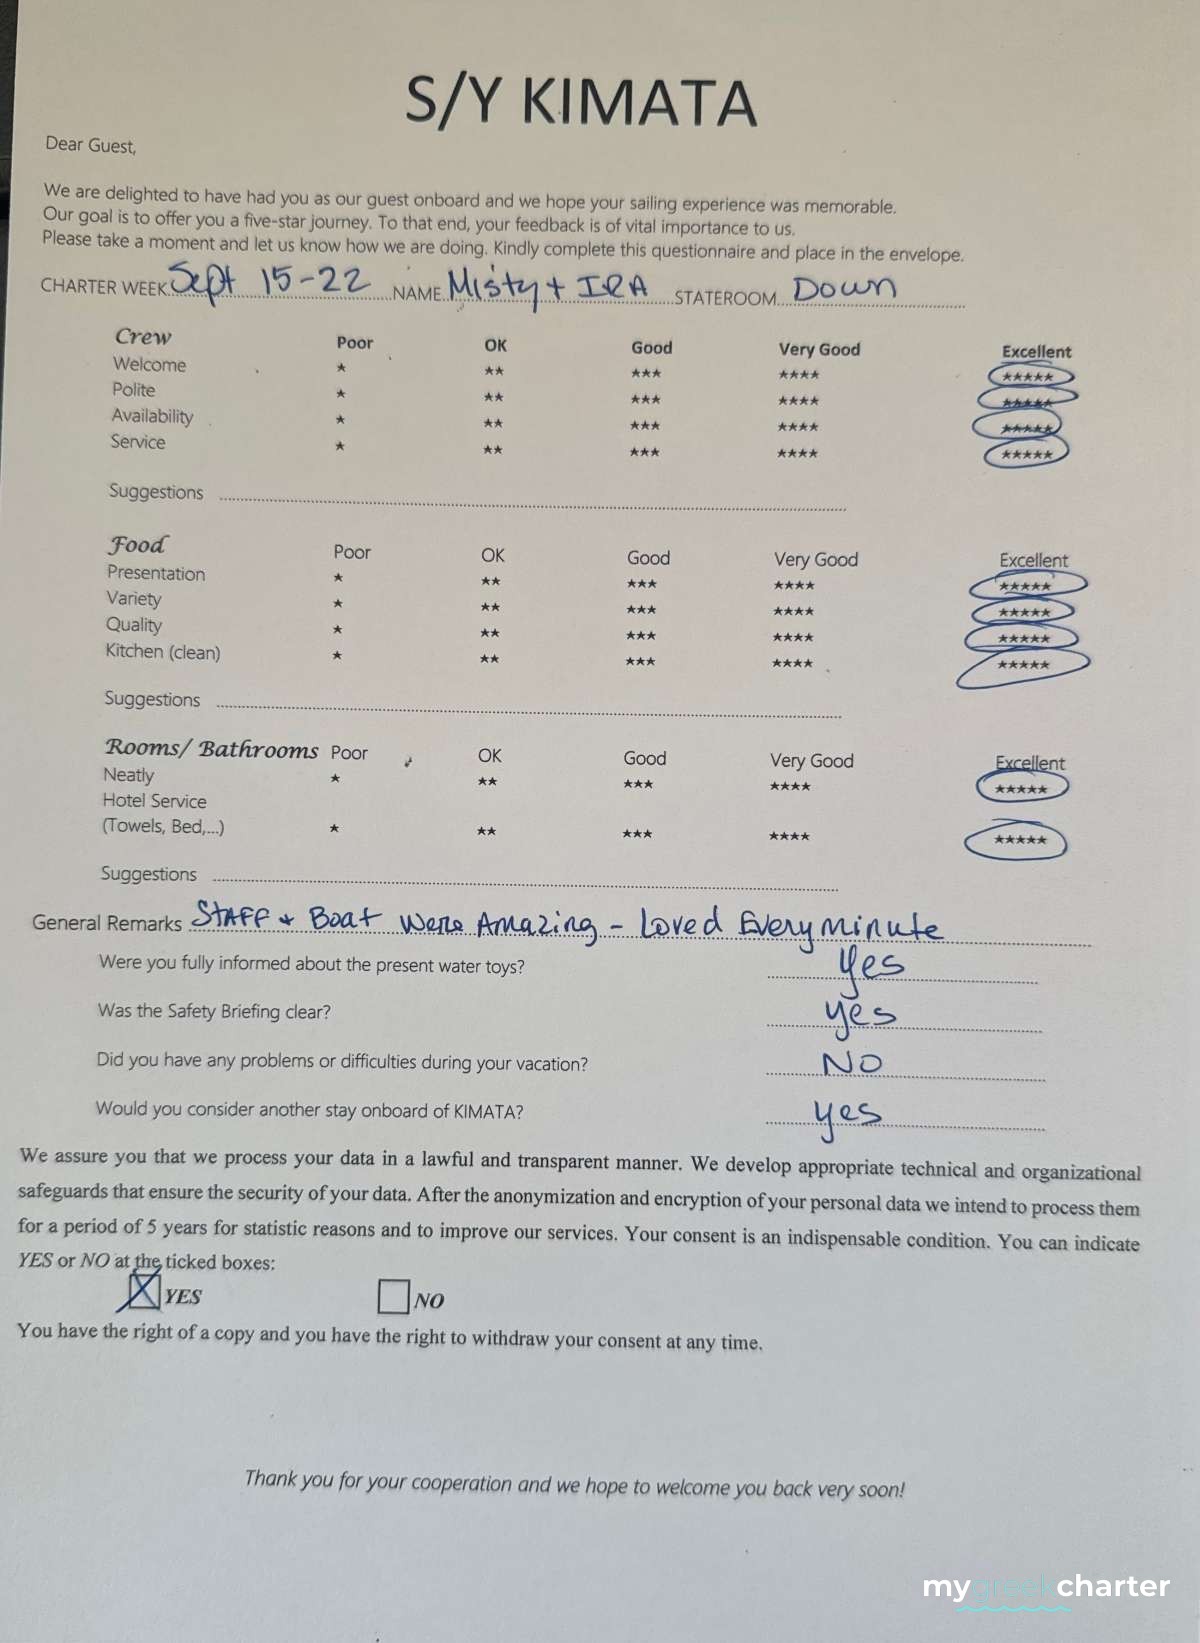 S/Y KIMATA
Dear Guest,
We are delighted to have had you as our guest onboard and we hope your sailing experience was memorable.
Our goal is to offer you a five-star journey. To that end, your feedback is of vital importance to us.
Please take a moment and let us know how we are doing. Kindly complete this questionnaire and place in the envelope.
CHARTER WEEK Sept 15-22 NAME Misty + IRA STATEROOM Down
Crew Poor OK Good Very Good Excellent
Welcome ★ ★★ ★★★ ★★★★ ★★★★★
Polite ★ ★★ ★★★ ★★★★ ★★★★★
Availability ★ ★★ ★★★ ★★★★ ★★★★★
Service ★ ★★ ★★★ ★★★★ ★★★★★
Suggestions
Food Poor OK Good Very Good Excellent
Presentation ★ ★★ ★★★ ★★★★ ★★★★★
Variety ★ ★★ ★★★ ★★★★ ★★★★★
Quality ★ ★★ ★★★ ★★★★ ★★★★★
Kitchen (clean) ★ ★★ ★★★ ★★★★ ★★★★★
Suggestions
Rooms/ Bathrooms Poor OK Good Very Good Excellent
Neatly ★ ★★ ★★★ ★★★★ ★★★★★
Hotel Service
(Towels, Bed,...) ★ ★★ ★★★ ★★★★ ★★★★★
Suggestions
General Remarks Staff + Boat were Amazing - Loved Every minute
Were you fully informed about the present water toys? Yes
Was the Safety Briefing clear? yes
Did you have any problems or difficulties during your vacation? NO
Would you consider another stay onboard of KIMATA? yes
We assure you that we process your data in a lawful and transparent manner. We develop appropriate technical and organizational
safeguards that ensure the security of your data. After the anonymization and encryption of your personal data we intend to process them
for a period of 5 years for statistic reasons and to improve our services. Your consent is an indispensable condition. You can indicate
YES or NO at the ticked boxes:
X YES NO
You have the right of a copy and you have the right to withdraw your consent at any time.
Thank you for your cooperation and we hope to welcome you back very soon!
mygreekcharter